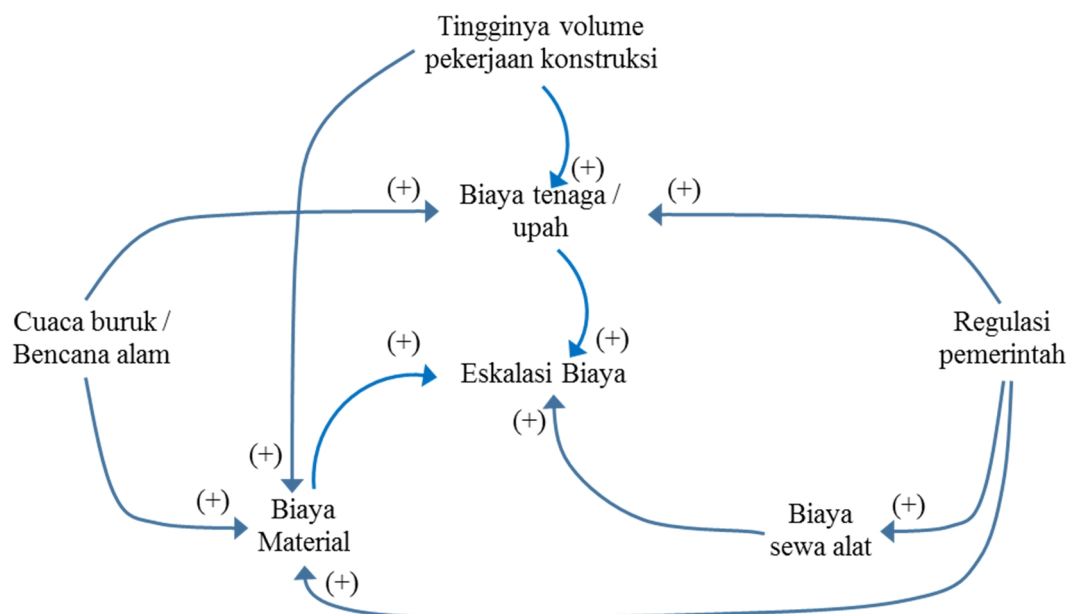 Tingginya volume
pekerjaan konstruksi
(+)
(+)
Biaya tenaga /
upah
(+)
Cuaca buruk /
Bencana alam
(+)
(+)
Eskalasi Biaya
(+)
Regulasi
pemerintah
(+)
(+)
Biaya
Material
Biaya
sewa alat
(+)
(+)